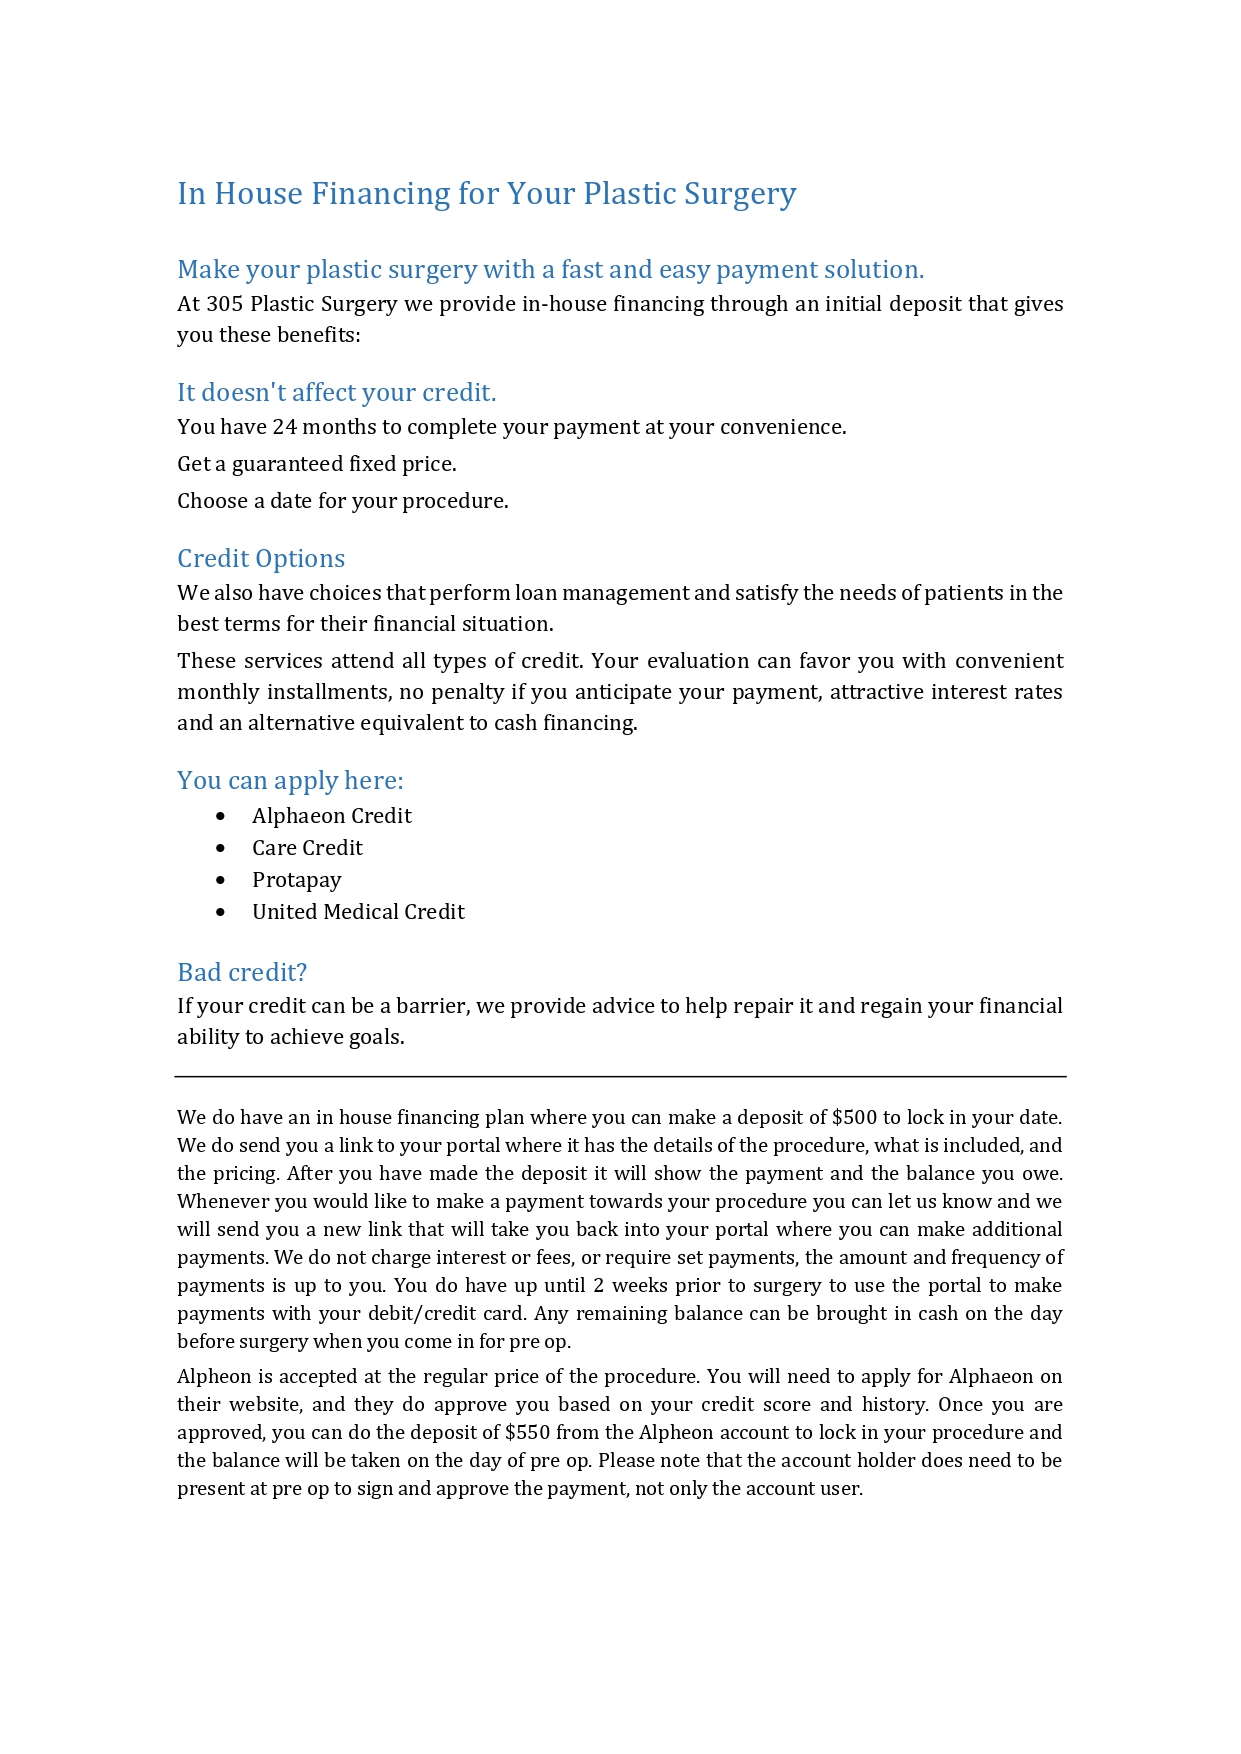 In House Financing for Your Plastic Surgery
Make your plastic surgery with a fast and easy payment solution.
At 305 Plastic Surgery we provide in-house financing through an initial deposit that gives
you these benefits:
It doesn't affect your credit.
You have 24 months to complete your payment at your convenience.
Get a guaranteed fixed price.
Choose a date for your procedure.
Credit Options
We also have choices that perform loan management and satisfy the needs of patients in the
best terms for their financial situation.
These services attend all types of credit. Your evaluation can favor you with convenient
monthly installments, no penalty if you anticipate your payment, attractive interest rates
and an alternative equivalent to cash financing.
You can apply here:
• Alphaeon Credit
• Care Credit
• Protapay
• United Medical Credit
Bad credit?
If your credit can be a barrier, we provide advice to help repair it and regain your financial
ability to achieve goals.
We do have an in house financing plan where you can make a deposit of $500 to lock in your date.
We do send you a link to your portal where it has the details of the procedure, what is included, and
the pricing. After you have made the deposit it will show the payment and the balance you owe.
Whenever you would like to make a payment towards your procedure you can let us know and we
will send you a new link that will take you back into your portal where you can make additional
payments. We do not charge interest or fees, or require set payments, the amount and frequency of
payments is up to you. You do have up until 2 weeks prior to surgery to use the portal to make
payments with your debit/credit card. Any remaining balance can be brought in cash on the day
before surgery when you come in for pre op.
Alpheon is accepted at the regular price of the procedure. You will need to apply for Alphaeon on
their website, and they do approve you based on your credit score and history. Once you are
approved, you can do the deposit of $550 from the Alpheon account to lock in your procedure and
the balance will be taken on the day of pre op. Please note that the account holder does need to be
present at pre op to sign and approve the payment, not only the account user.